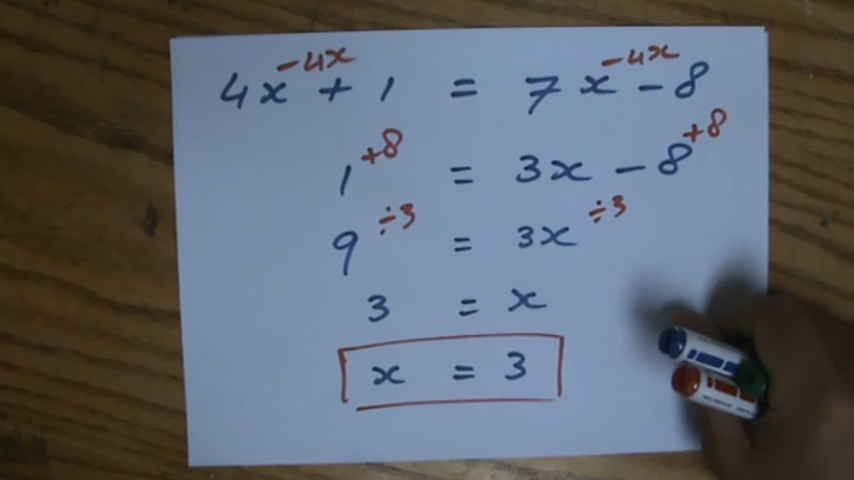 4x -4x + 1 = 7x -4x - 8
1 +8 = 3x - 8 +8
9 ÷3 = 3x ÷3
3 = x
x = 3